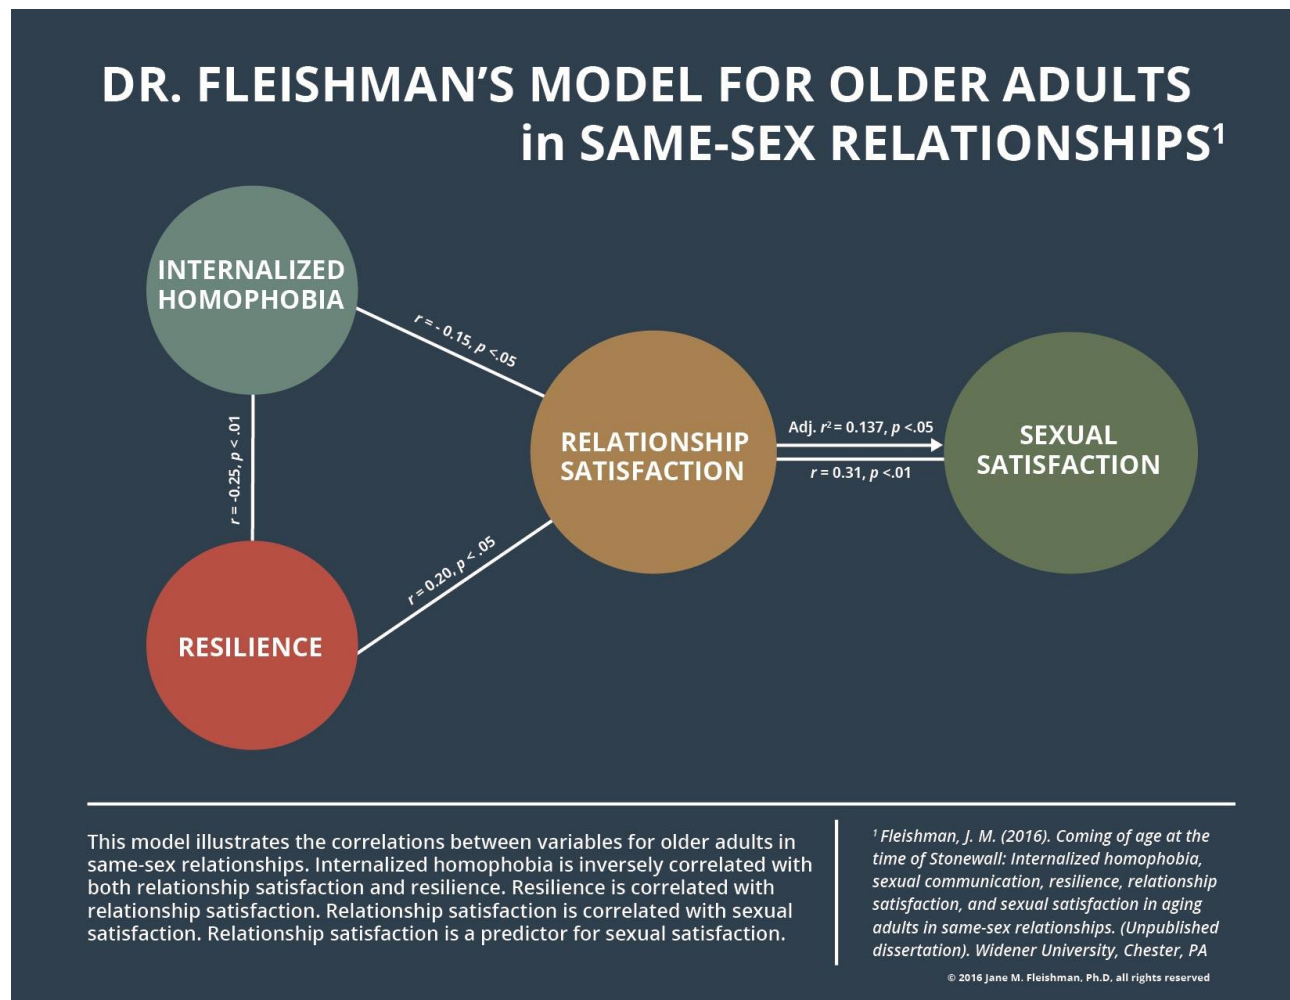 DR. FLEISHMAN'S MODEL FOR OLDER ADULTS
in SAME-SEX RELATIONSHIPS¹
INTERNALIZED
HOMOPHOBIA
r = - 0.15, p <.05
r = -0.25, p < .01
RELATIONSHIP
SATISFACTION
Adj. r² = 0.137, p <.05
r = 0.31, p <.01
SEXUAL
SATISFACTION
r = 0.20, p < .05
RESILIENCE
This model illustrates the correlations between variables for older adults in
same-sex relationships. Internalized homophobia is inversely correlated with
both relationship satisfaction and resilience. Resilience is correlated with
relationship satisfaction. Relationship satisfaction is correlated with sexual
satisfaction. Relationship satisfaction is a predictor for sexual satisfaction.
¹ Fleishman, J. M. (2016). Coming of age at the
time of Stonewall: Internalized homophobia,
sexual communication, resilience, relationship
satisfaction, and sexual satisfaction in aging
adults in same-sex relationships. (Unpublished
dissertation). Widener University, Chester, PA
© 2016 Jane M. Fleishman, Ph.D, all rights reserved